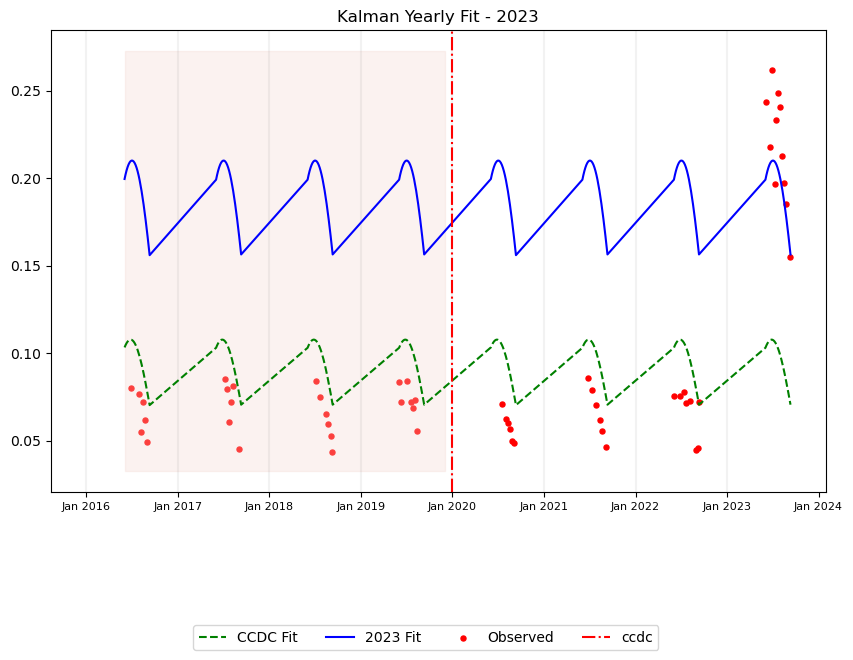 Kalman Yearly Fit - 2023
0.25
0.20
0.15
0.10
0.05
Jan 2016 Jan 2017 Jan 2018 Jan 2019 Jan 2020 Jan 2021 Jan 2022 Jan 2023 Jan 2024
CCDC Fit 2023 Fit Observed ccdc